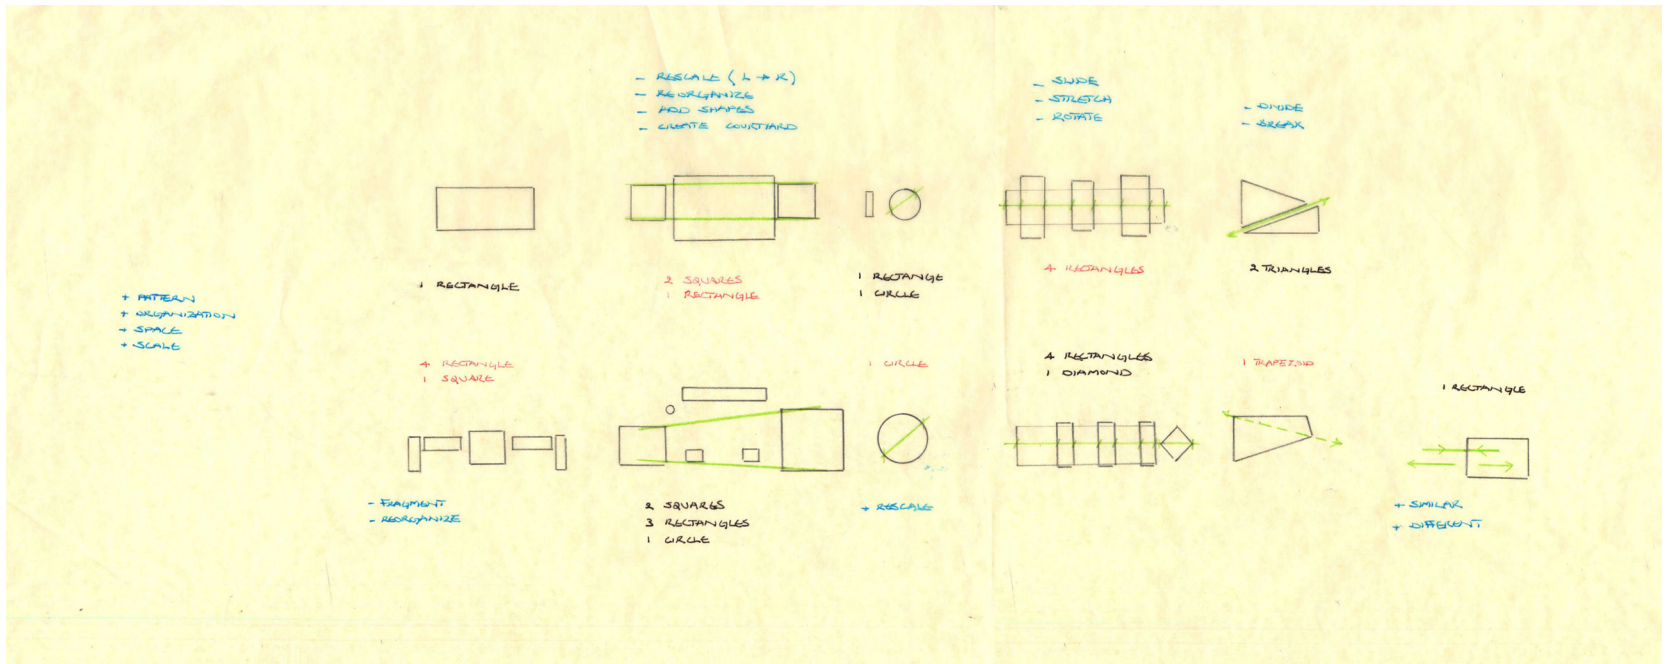 - RESCALE (L → R)
- REORGANIZE
- ADD SHAPES
- CREATE COURTYARD
- SLIDE
- STRETCH
- ROTATE
- DIVIDE
- BREAK
1 RECTANGLE
2 SQUARES
1 RECTANGLE
1 RECTANGE
1 CIRCLE
4 RECTANGLES
2 TRIANGLES
+ PATTERN
+ ORGANIZATION
+ SPACE
+ SCALE
4 RECTANGLE
1 SQUARE
1 CIRCLE
4 RECTANGLES
1 DIAMOND
1 TRAPEZOID
1 RECTANGLE
- FRAGMENT
- REORGANIZE
2 SQUARES
3 RECTANGLES
1 CIRCLE
+ RESCALE
+ SIMILAR
+ DIFFERENT